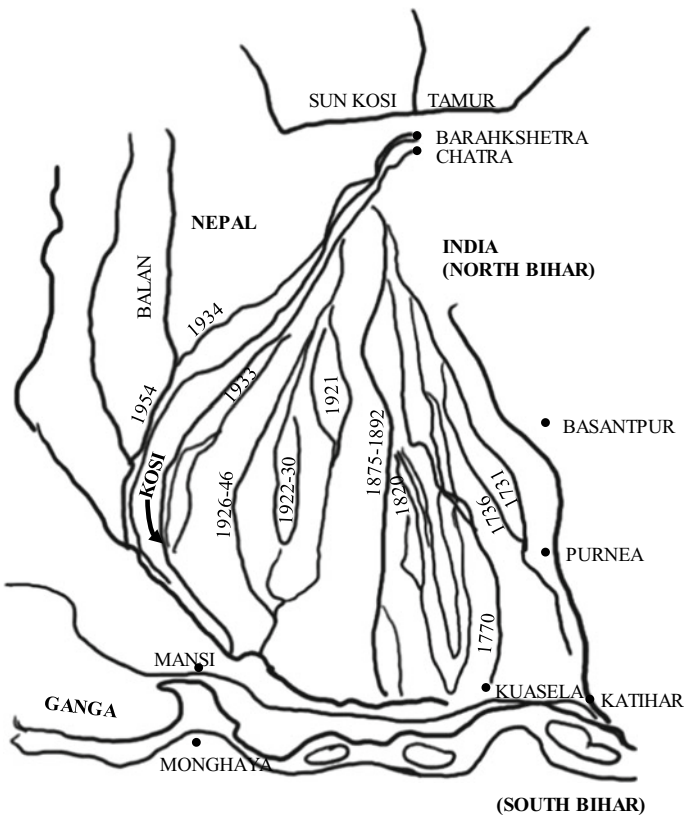 SUN KOSI
TAMUR
BARAHKSHETRA
CHATRA
NEPAL
INDIA
(NORTH BIHAR)
BALAN
1934
1954
1933
1921
KOSI
1926-46
1922-30
1875-1892
1820
1736
1731
BASANTPUR
PURNEA
1770
MANSI
KUASELA
KATIHAR
GANGA
MONGHAYA
(SOUTH BIHAR)